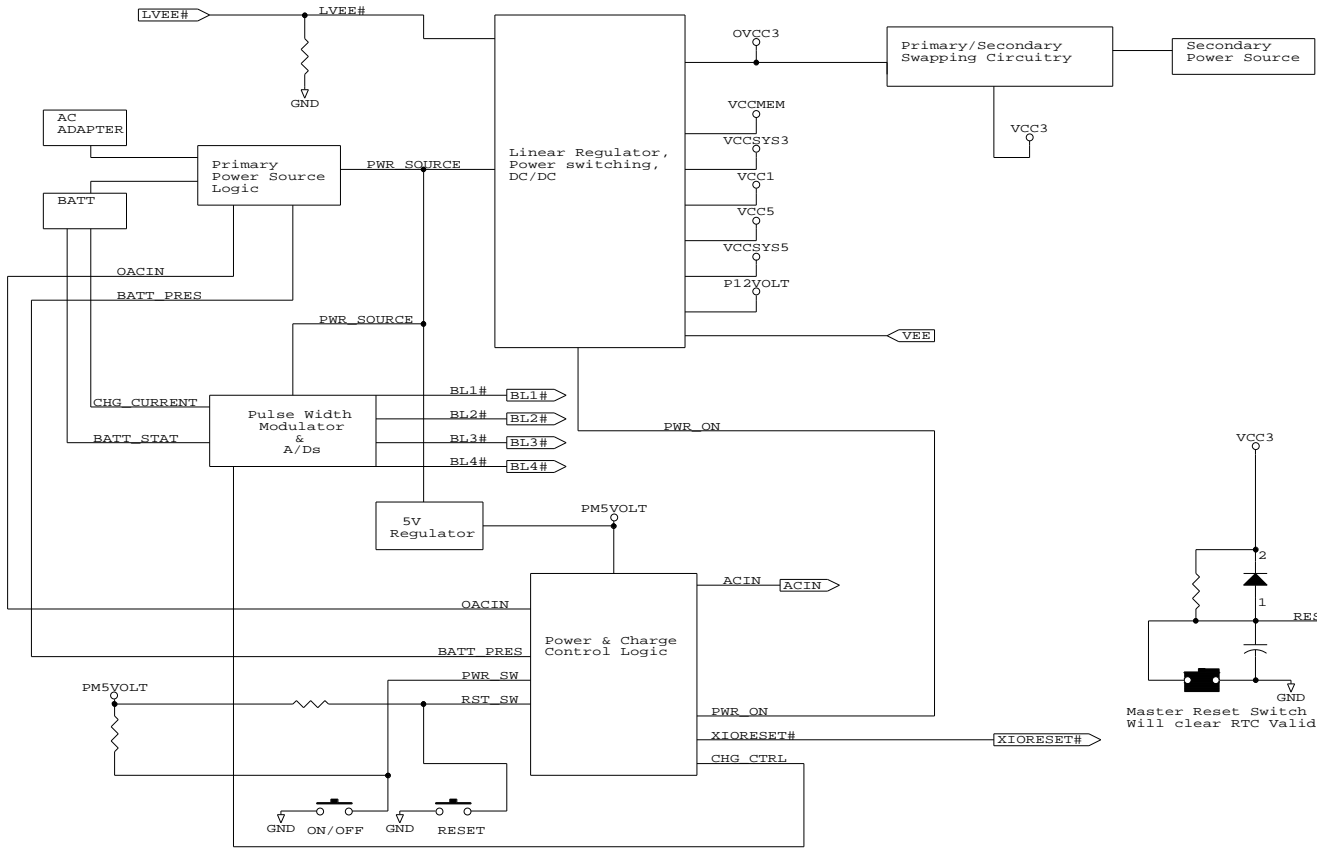 LVEE#
LVEE#
GND
AC
ADAPTER
BATT
Primary
Power Source
Logic
PWR_SOURCE
OACIN
BATT_PRES
PWR_SOURCE
Linear Regulator,
Power switching,
DC/DC
OVCC3
VCCMEM
VCCSYS3
VCC1
VCC5
VCCSYS5
P12VOLT
VEE
Primary/Secondary
Swapping Circuitry
Secondary
Power Source
VCC3
CHG_CURRENT
BATT_STAT
Pulse Width
Modulator
&
A/Ds
BL1#
BL1#
BL2#
BL2#
BL3#
BL3#
BL4#
BL4#
PWR_ON
5V
Regulator
PM5VOLT
OACIN
BATT_PRES
PWR_SW
RST_SW
Power & Charge
Control Logic
ACIN
ACIN
PWR_ON
XIORESET#
XIORESET#
CHG_CTRL
PM5VOLT
GND
ON/OFF
GND
RESET
VCC3
2
1
RES
GND
Master Reset Switch
Will clear RTC Valid